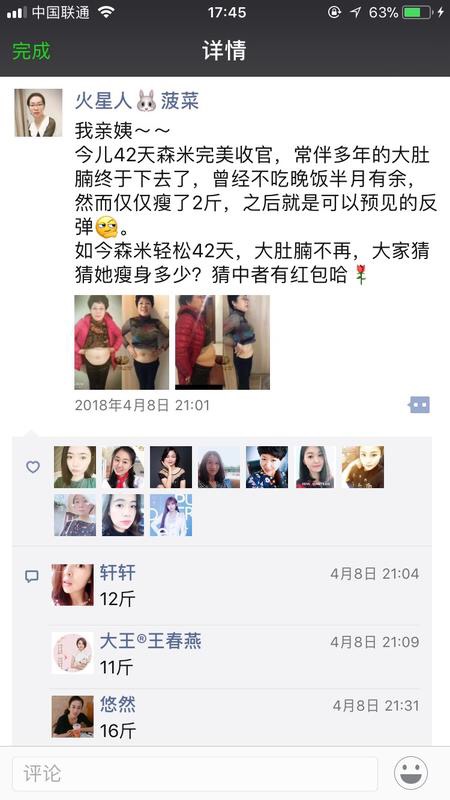 中国联通
17:45
63%
完成
详情
火星人🐰菠菜
我亲姨～～
今儿42天森米完美收官，常伴多年的大肚
腩终于下去了，曾经不吃晚饭半月有余，
然而仅仅瘦了2斤，之后就是可以预见的反
弹🤔。
如今森米轻松42天，大肚腩不再，大家猜
猜她瘦身多少？猜中者有红包哈🌹
2018年4月8日 21:01
轩轩
4月8日 21:04
12斤
大王®王春燕
4月8日 21:09
11斤
悠然
4月8日 21:31
16斤
评论